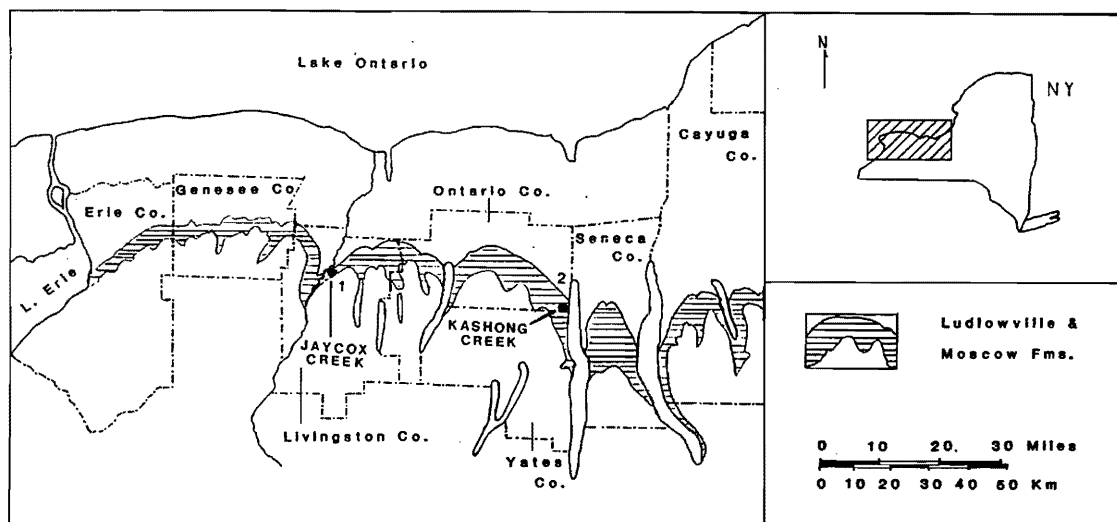 Lake Ontario
Cayuga
Co.
Genesee Co.
Ontario Co.
Erie Co.
Seneca
Co.
L. Erie
1
2
KASHONG
CREEK
JAYCOX
CREEK
Livingston Co.
Yates
Co.
N
NY
Ludlowville &
Moscow Fms.
0 10 20. 30 Miles
0 10 20 30 40 50 Km